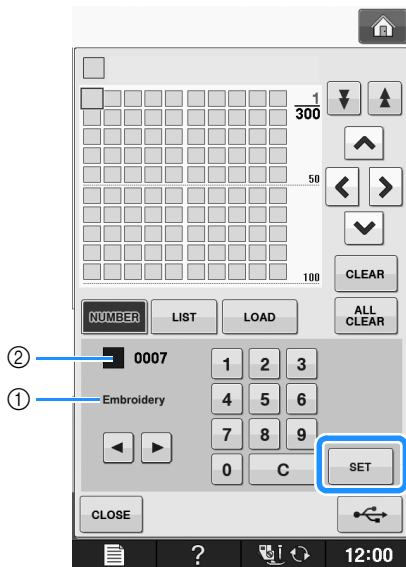 1
300
50
100
CLEAR
NUMBER LIST LOAD ALL CLEAR
② 0007 1 2 3
① Embroidery 4 5 6
7 8 9
0 C SET
CLOSE
? 12:00